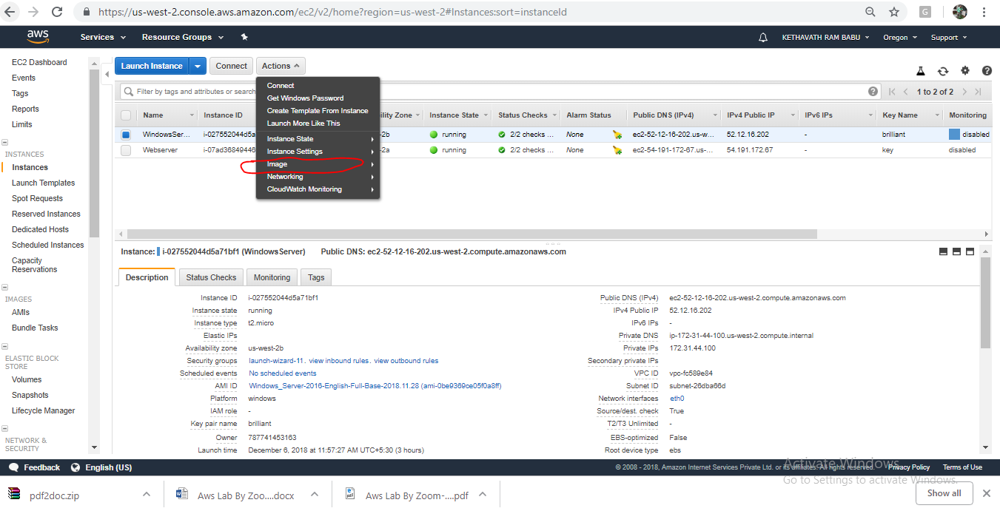 https://us-west-2.console.aws.amazon.com/ec2/v2/home?region=us-west-2#Instances:sort=instanceId
G
aws Services Resource Groups KETHAVATH RAM BABU Oregon Support
EC2 Dashboard
Events
Tags
Reports
Limits
INSTANCES
Instances
Launch Templates
Spot Requests
Reserved Instances
Dedicated Hosts
Scheduled Instances
Capacity
Reservations
IMAGES
AMIs
Bundle Tasks
ELASTIC BLOCK
STORE
Volumes
Snapshots
Lifecycle Manager
NETWORK &
SECURITY
Launch Instance Connect Actions
Filter by tags and attributes or search 1 to 2 of 2
Connect
Get Windows Password
Create Template From Instance
Launch More Like This
Instance State
Instance Settings
Image
Networking
CloudWatch Monitoring
Name Instance ID ility Zone Instance State Status Checks Alarm Status Public DNS (IPv4) IPv4 Public IP IPv6 IPs Key Name Monitoring
WindowsSer... i-027552044d5a -2b running 2/2 checks ... None ec2-52-12-16-202.us-w... 52.12.16.202 - brilliant disabled
Webserver i-07ad36849446 -2a running 2/2 checks ... None ec2-54-191-172-67.us-... 54.191.172.67 - key disabled
Instance: i-027552044d5a71bf1 (WindowsServer) Public DNS: ec2-52-12-16-202.us-west-2.compute.amazonaws.com
Description Status Checks Monitoring Tags
Instance ID i-027552044d5a71bf1 Public DNS (IPv4) ec2-52-12-16-202.us-west-2.compute.amazonaws.com
Instance state running IPv4 Public IP 52.12.16.202
Instance type t2.micro IPv6 IPs -
Elastic IPs Private DNS ip-172-31-44-100.us-west-2.compute.internal
Availability zone us-west-2b Private IPs 172.31.44.100
Security groups launch-wizard-11. view inbound rules. view outbound rules Secondary private IPs
Scheduled events No scheduled events VPC ID vpc-fc589e84
AMI ID Windows_Server-2016-English-Full-Base-2018.11.28 (ami-0be9369ce05f0a8ff) Subnet ID subnet-26dba66d
Platform windows Network interfaces eth0
IAM role - Source/dest. check True
Key pair name brilliant T2/T3 Unlimited -
Owner 787741453163 EBS-optimized False
Launch time December 6, 2018 at 11:57:27 AM UTC+5:30 (3 hours) Root device type ebs
Feedback English (US) © 2008 - 2018, Amazon Internet Services Private Ltd. or its affiliates. All rights reserved. Privacy Policy Terms of Use
Activate Windows
Go to Settings to activate Windows.
pdf2doc.zip Aws Lab By Zoo....docx Aws Lab By Zoom-....pdf Show all